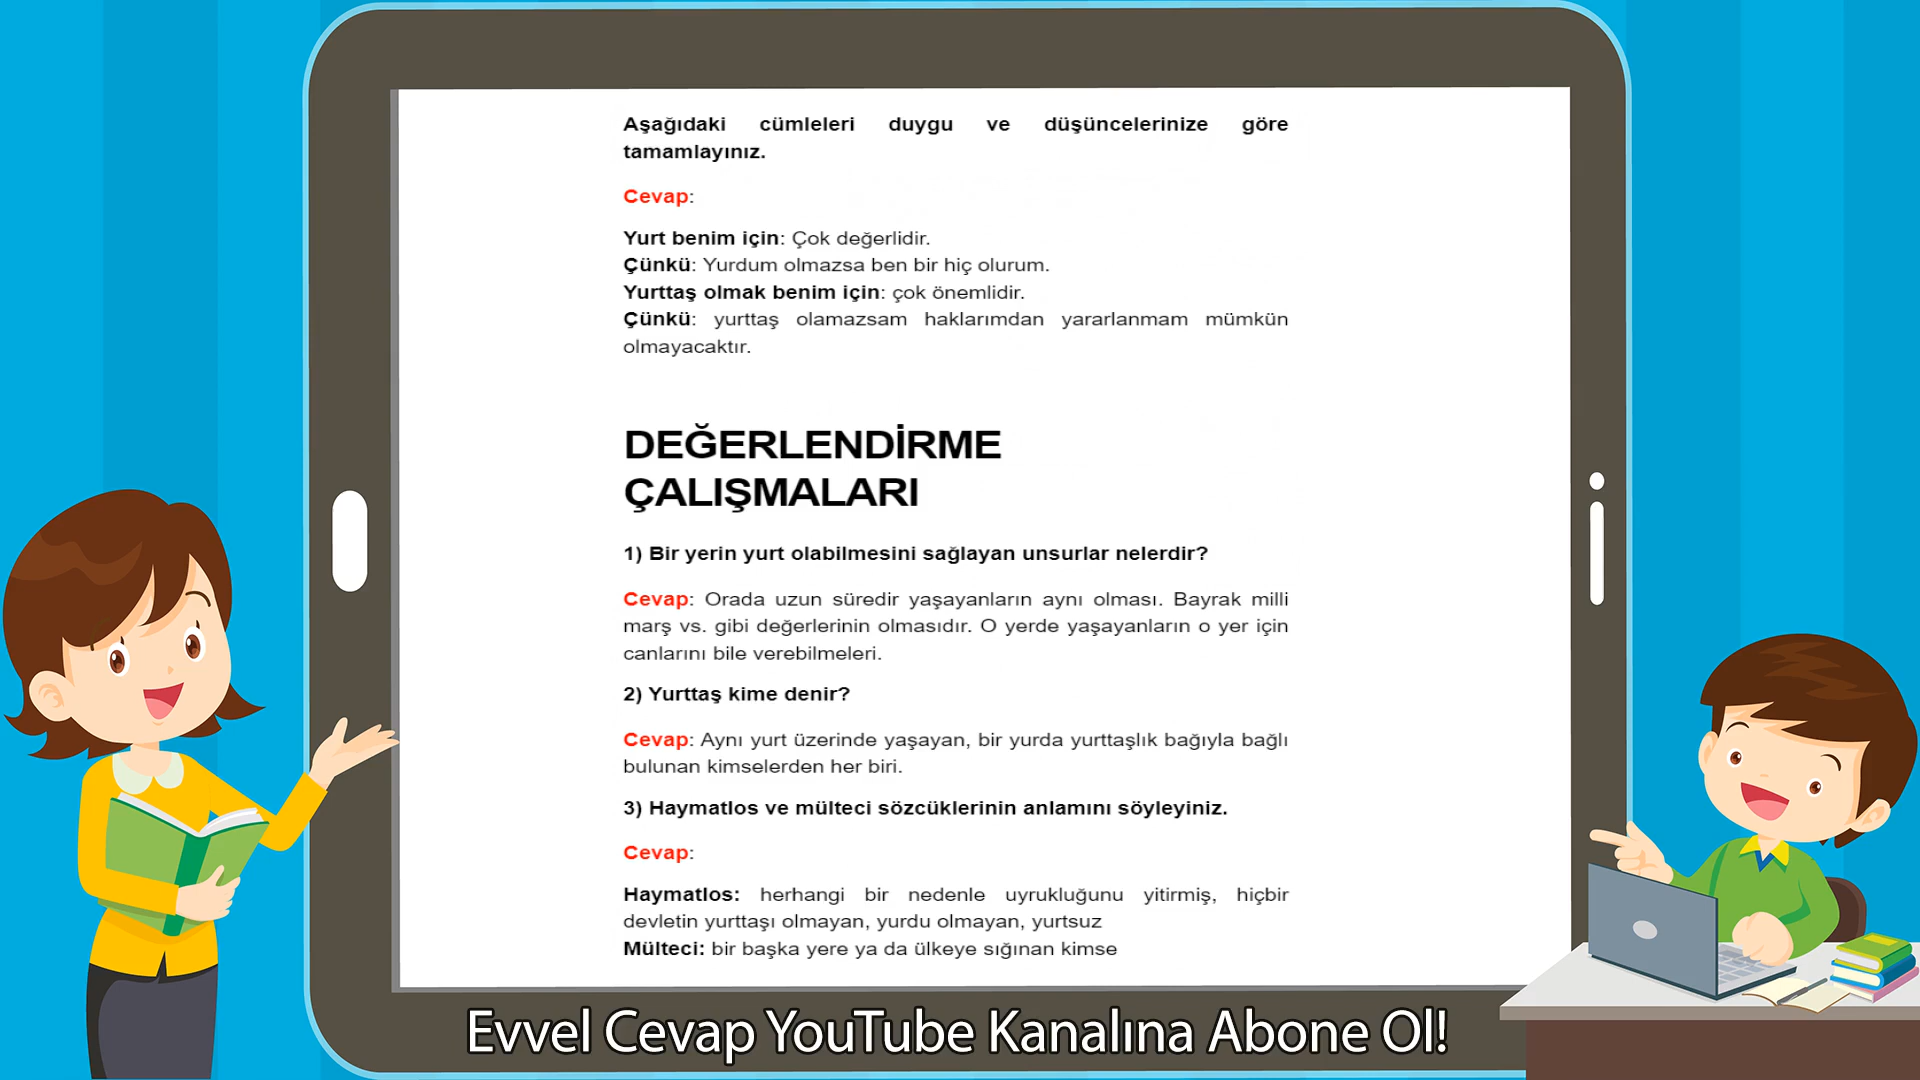 Aşağıdaki cümleleri duygu ve düşüncelerinize göre
tamamlayınız.
Cevap:
Yurt benim için: Çok değerlidir.
Çünkü: Yurdum olmazsa ben bir hiç olurum.
Yurttaş olmak benim için: çok önemlidir.
Çünkü: yurttaş olamazsam haklarımdan yararlanmam mümkün
olmayacaktır.
DEĞERLENDİRME
ÇALIŞMALARI
1) Bir yerin yurt olabilmesini sağlayan unsurlar nelerdir?
Cevap: Orada uzun süredir yaşayanların aynı olması. Bayrak milli
marş vs. gibi değerlerinin olmasıdır. O yerde yaşayanların o yer için
canlarını bile verebilmeleri.
2) Yurttaş kime denir?
Cevap: Aynı yurt üzerinde yaşayan, bir yurda yurttaşlık bağıyla bağlı
bulunan kimselerden her biri.
3) Haymatlos ve mülteci sözcüklerinin anlamını söyleyiniz.
Cevap:
Haymatlos: herhangi bir nedenle uyrukluğunu yitirmiş, hiçbir
devletin yurttaşı olmayan, yurdu olmayan, yurtsuz
Mülteci: bir başka yere ya da ülkeye sığınan kimse
Evvel Cevap YouTube Kanalına Abone Ol!